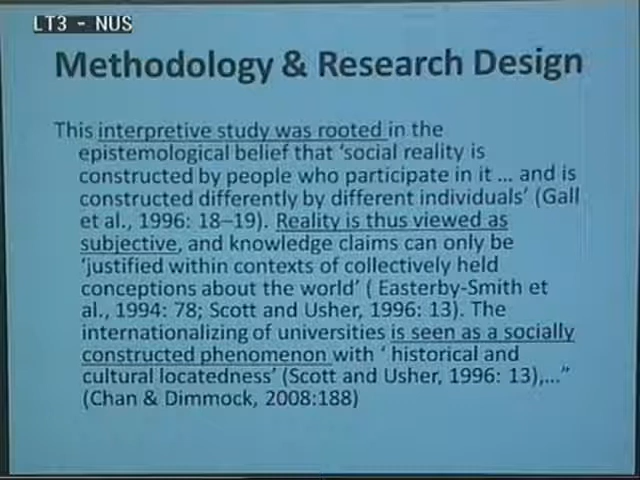 LT3 - NUS
Methodology & Research Design
This interpretive study was rooted in the
epistemological belief that ‘social reality is
constructed by people who participate in it ... and is
constructed differently by different individuals’ (Gall
et al., 1996: 18–19). Reality is thus viewed as
subjective, and knowledge claims can only be
‘justified within contexts of collectively held
conceptions about the world’ ( Easterby-Smith et
al., 1994: 78; Scott and Usher, 1996: 13). The
internationalizing of universities is seen as a socially
constructed phenomenon with ‘ historical and
cultural locatedness’ (Scott and Usher, 1996: 13),...”
(Chan & Dimmock, 2008:188)